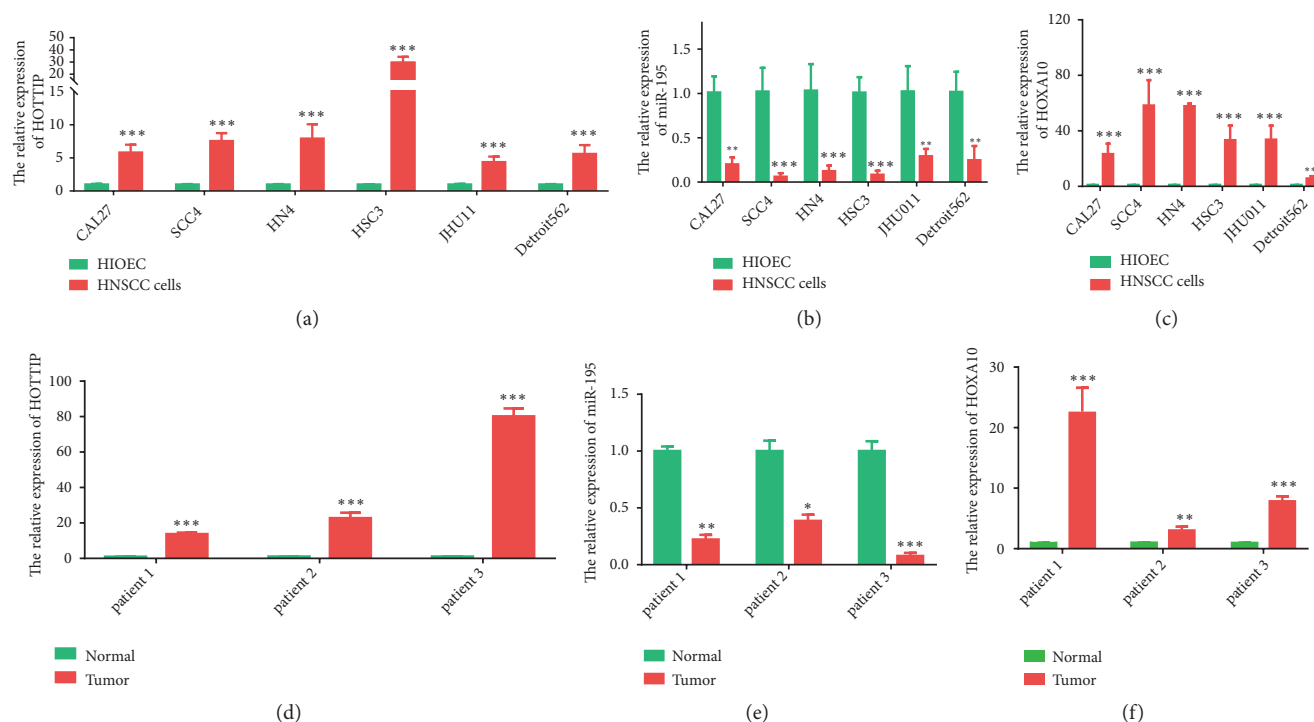 The relative expression
of HOTTIP
50
40
30
20
15
10
5
0
***
***
***
***
***
***
CAL27
SCC4
HN4
HSC3
JHU11
Detroit562
HIOEC
HNSCC cells
(a)
The relative expression
of miR-195
1.5
1.0
0.5
0.0
**
***
***
***
**
**
CAL27
SCC4
HN4
HSC3
JHU011
Detroit562
HIOEC
HNSCC cells
(b)
The relative expression
of HOXA10
120
80
40
0
***
***
***
***
***
CAL27
SCC4
HN4
HSC3
JHU011
Detroit562
HIOEC
HNSCC cells
(c)
The relative expression of HOTTIP
100
80
60
40
20
0
***
***
***
patient 1
patient 2
patient 3
Normal
Tumor
(d)
The relative expression of miR-195
1.5
1.0
0.5
0.0
**
*
***
patient 1
patient 2
patient 3
Normal
Tumor
(e)
The relative expression of HOXA10
30
20
10
0
***
**
***
patient 1
patient 2
patient 3
Normal
Tumor
(f)